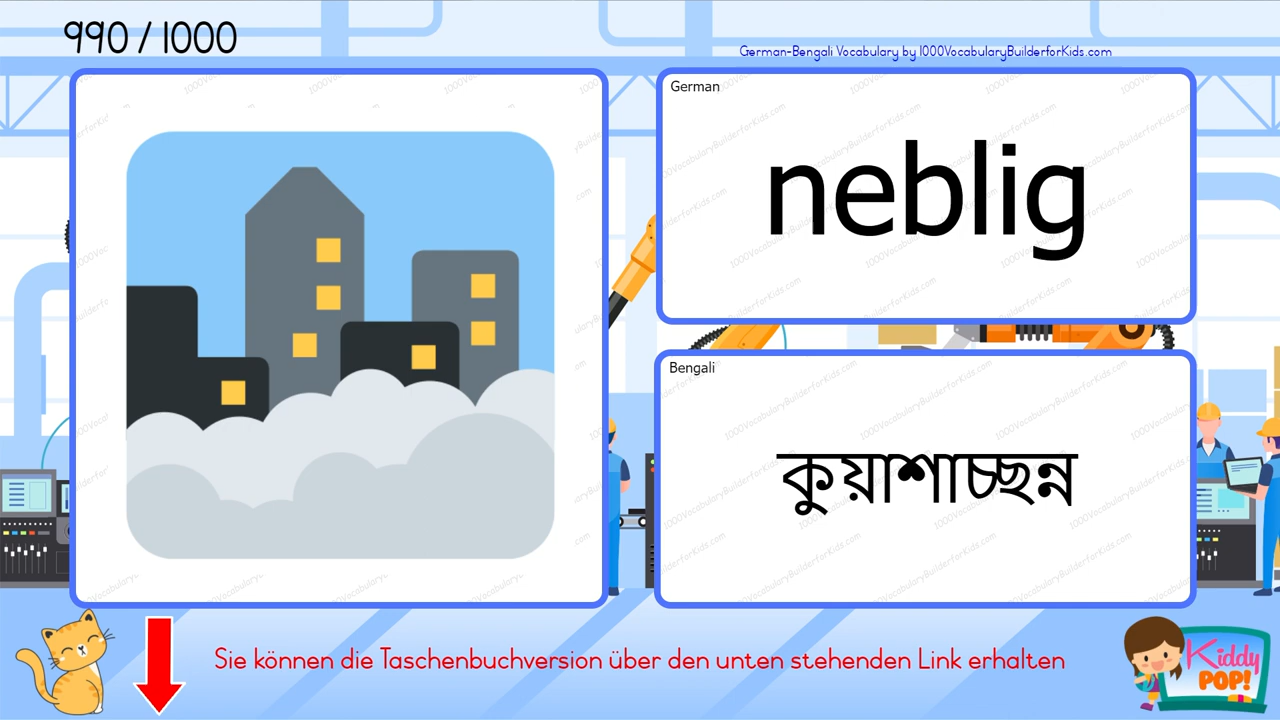 990 / 1000
German-Bengali Vocabulary by 1000VocabularyBuilderforKids.com
German
neblig
Bengali
কুয়াশাচ্ছন্ন
Sie können die Taschenbuchversion über den unten stehenden Link erhalten
Kiddy
POP!